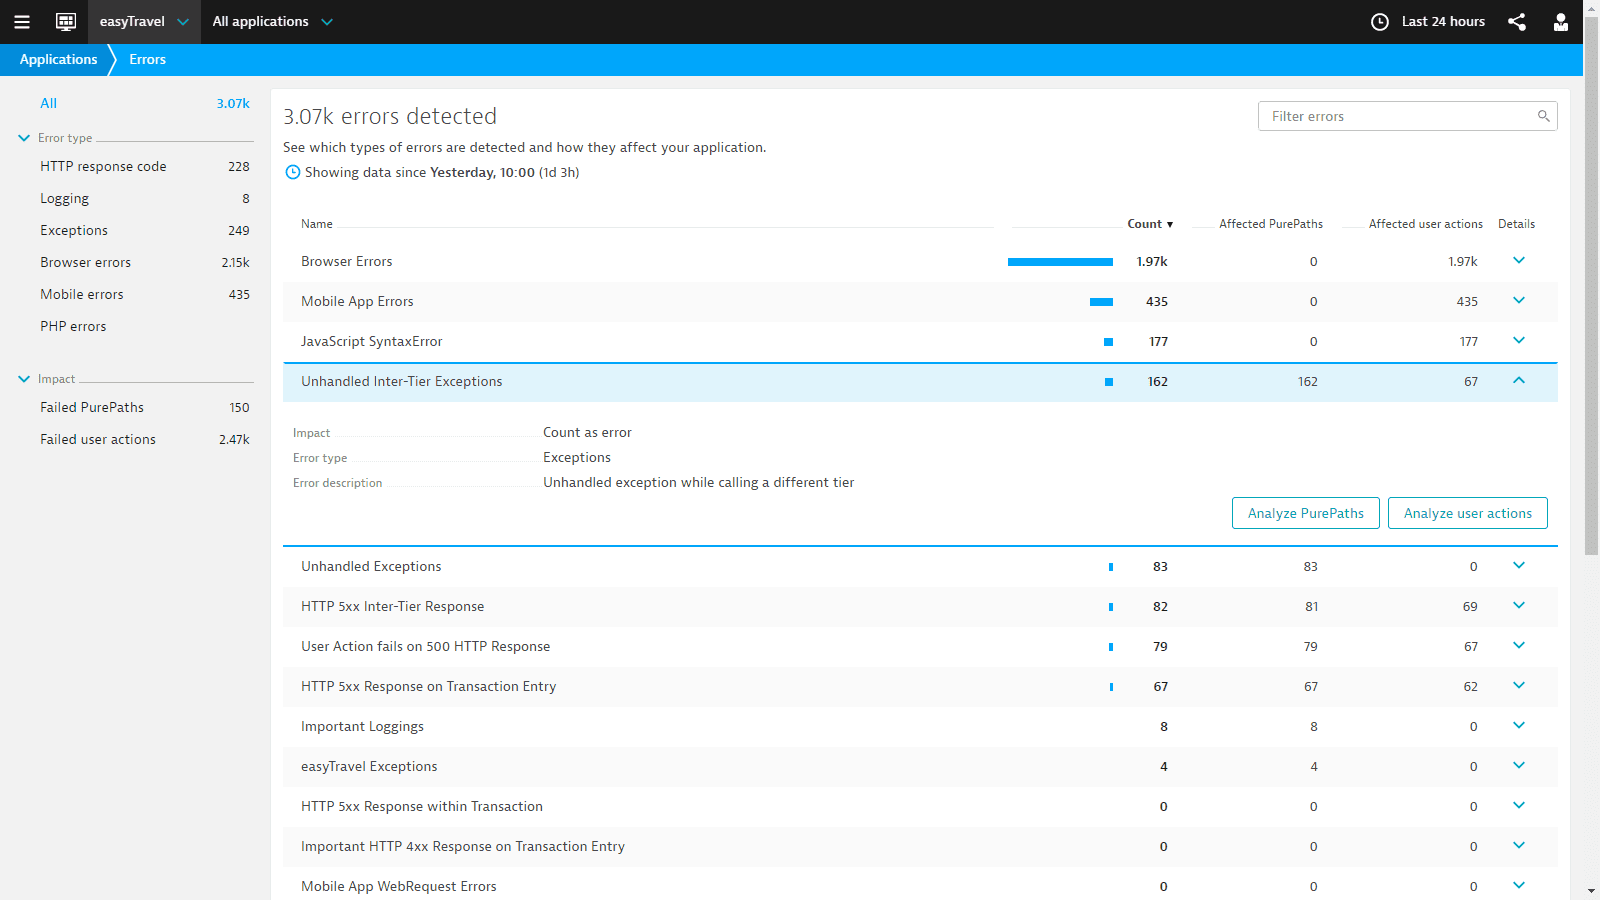 easyTravel All applications Last 24 hours
Applications Errors
All 3.07k
Error type
HTTP response code 228
Logging 8
Exceptions 249
Browser errors 2.15k
Mobile errors 435
PHP errors
Impact
Failed PurePaths 150
Failed user actions 2.47k
3.07k errors detected
Filter errors
See which types of errors are detected and how they affect your application.
Showing data since Yesterday, 10:00 (1d 3h)
Name Count ▼ Affected PurePaths Affected user actions Details
Browser Errors 1.97k 0 1.97k
Mobile App Errors 435 0 435
JavaScript SyntaxError 177 0 177
Unhandled Inter-Tier Exceptions 162 162 67
Impact Count as error
Error type Exceptions
Error description Unhandled exception while calling a different tier
Analyze PurePaths Analyze user actions
Unhandled Exceptions 83 83 0
HTTP 5xx Inter-Tier Response 82 81 69
User Action fails on 500 HTTP Response 79 79 67
HTTP 5xx Response on Transaction Entry 67 67 62
Important Loggings 8 8 0
easyTravel Exceptions 4 4 0
HTTP 5xx Response within Transaction 0 0 0
Important HTTP 4xx Response on Transaction Entry 0 0 0
Mobile App WebRequest Errors 0 0 0